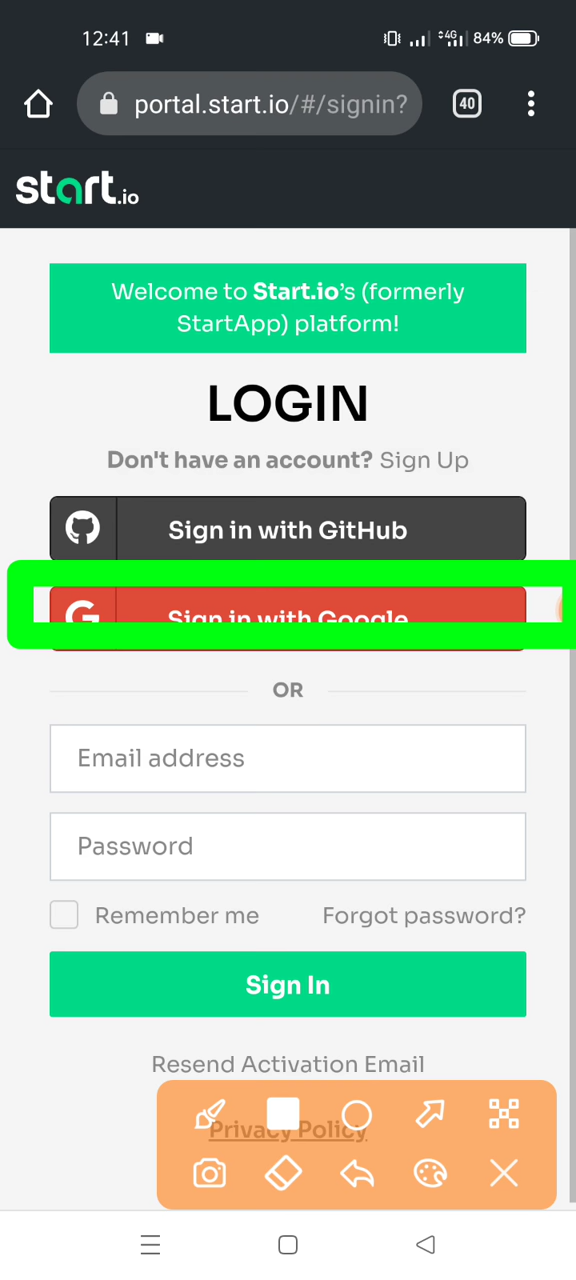 12:41
4G
84%
portal.start.io/#/signin?
40
start.io
Welcome to Start.io’s (formerly
StartApp) platform!
LOGIN
Don't have an account? Sign Up
Sign in with GitHub
Sign in with Google
OR
Email address
Password
Remember me
Forgot password?
Sign In
Resend Activation Email
Privacy Policy